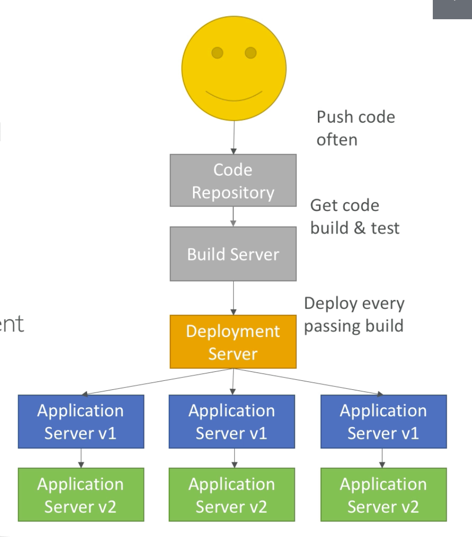 Push code
often
Code
Repository
Get code
build & test
Build Server
Deploy every
passing build
ent
Deployment
Server
Application
Server v1
Application
Server v1
Application
Server v1
Application
Server v2
Application
Server v2
Application
Server v2